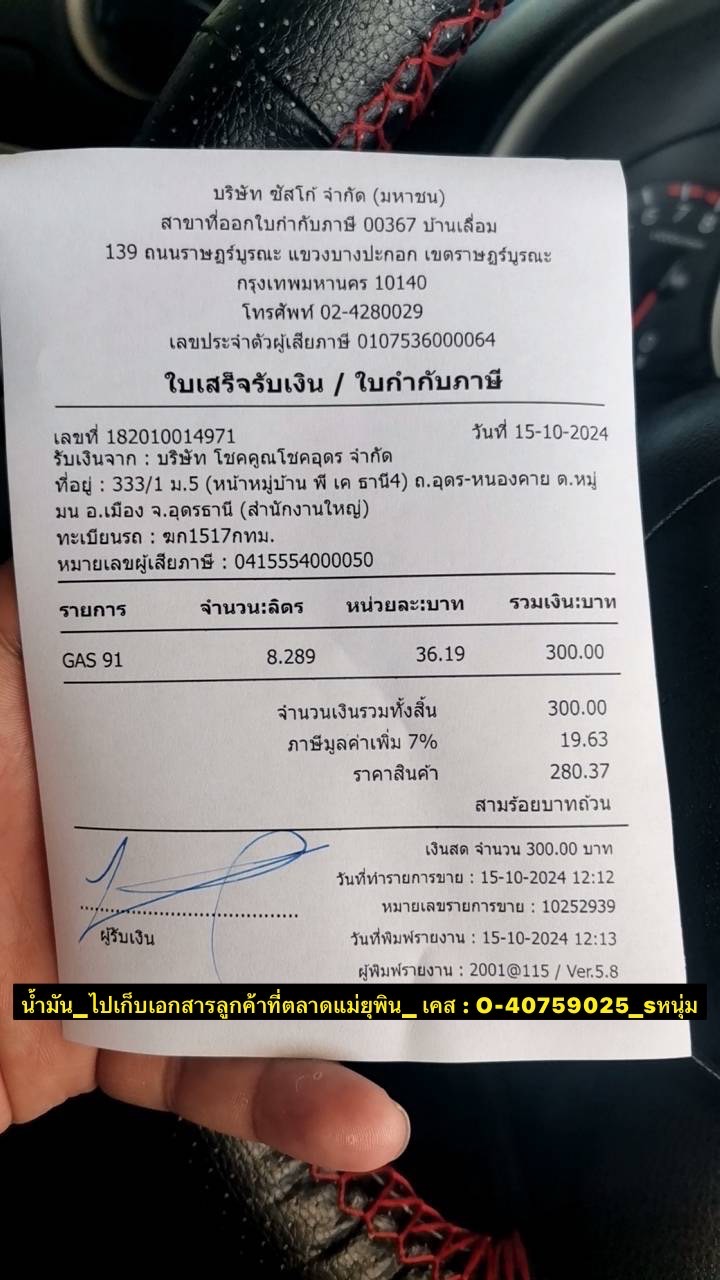 บริษัท ซัสโก้ จำกัด (มหาชน)
สาขาที่ออกใบกำกับภาษี 00367 บ้านเลื่อม
139 ถนนราษฎร์บูรณะ แขวงบางปะกอก เขตราษฎร์บูรณะ
กรุงเทพมหานคร 10140
โทรศัพท์ 02-4280029
เลขประจำตัวผู้เสียภาษี 0107536000064
ใบเสร็จรับเงิน / ใบกำกับภาษี
เลขที่ 182010014971 วันที่ 15-10-2024
รับเงินจาก : บริษัท โชคคูณโชคอุดร จำกัด
ที่อยู่ : 333/1 ม.5 (หน้าหมู่บ้าน พี เค ธานี4) ถ.อุดร-หนองคาย ต.หมู่
มน อ.เมือง จ.อุดรธานี (สำนักงานใหญ่)
ทะเบียนรถ : ฆก1517กทม.
หมายเลขผู้เสียภาษี : 0415554000050
รายการ จำนวน:ลิตร หน่วยละ:บาท รวมเงิน:บาท
GAS 91 8.289 36.19 300.00
จำนวนเงินรวมทั้งสิ้น 300.00
ภาษีมูลค่าเพิ่ม 7% 19.63
ราคาสินค้า 280.37
สามร้อยบาทถ้วน
เงินสด จำนวน 300.00 บาท
วันที่ทำรายการขาย : 15-10-2024 12:12
หมายเลขรายการขาย : 10252939
ผู้รับเงิน วันที่พิมพ์รายงาน : 15-10-2024 12:13
ผู้พิมพ์รายงาน : 2001@115 / Ver.5.8
น้ำมัน_ไปเก็บเอกสารลูกค้าที่ตลาดแม่ยุพิน_ เคส : O-40759025_sหนุ่ม